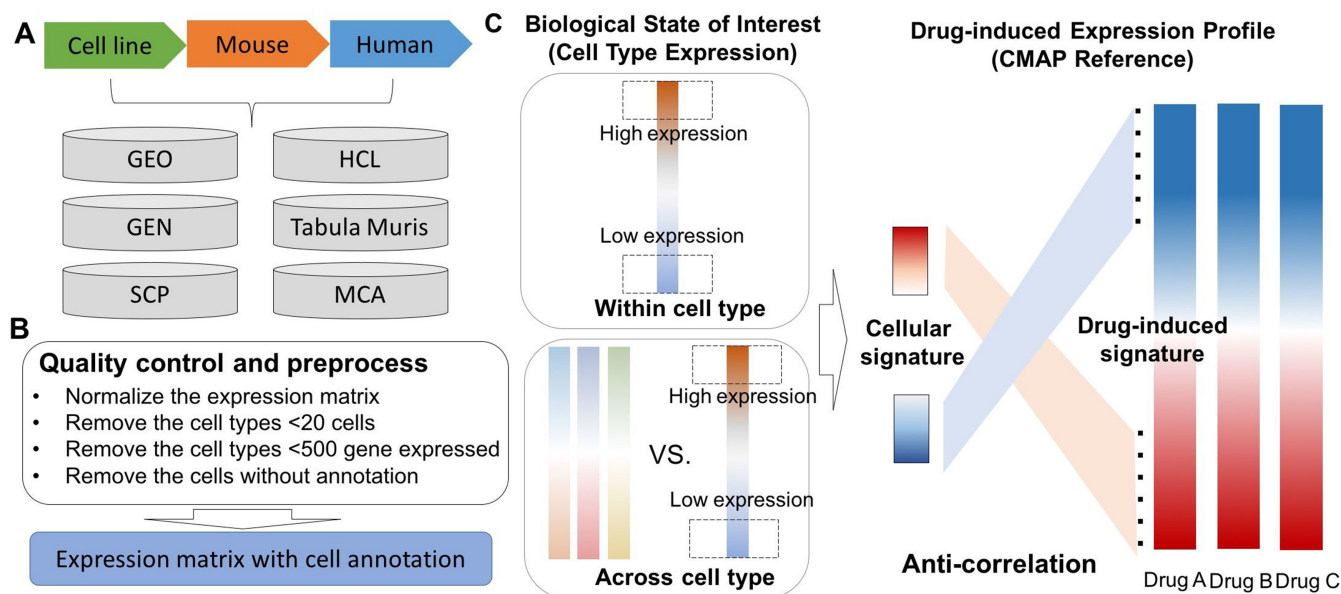 A
Cell line
Mouse
Human
GEO
HCL
GEN
Tabula Muris
SCP
MCA
B
Quality control and preprocess
• Normalize the expression matrix
• Remove the cell types <20 cells
• Remove the cell types <500 gene expressed
• Remove the cells without annotation
Expression matrix with cell annotation
C
Biological State of Interest
(Cell Type Expression)
High expression
Low expression
Within cell type
High expression
VS.
Low expression
Across cell type
Drug-induced Expression Profile
(CMAP Reference)
Cellular
signature
Drug-induced
signature
Anti-correlation
Drug A
Drug B
Drug C